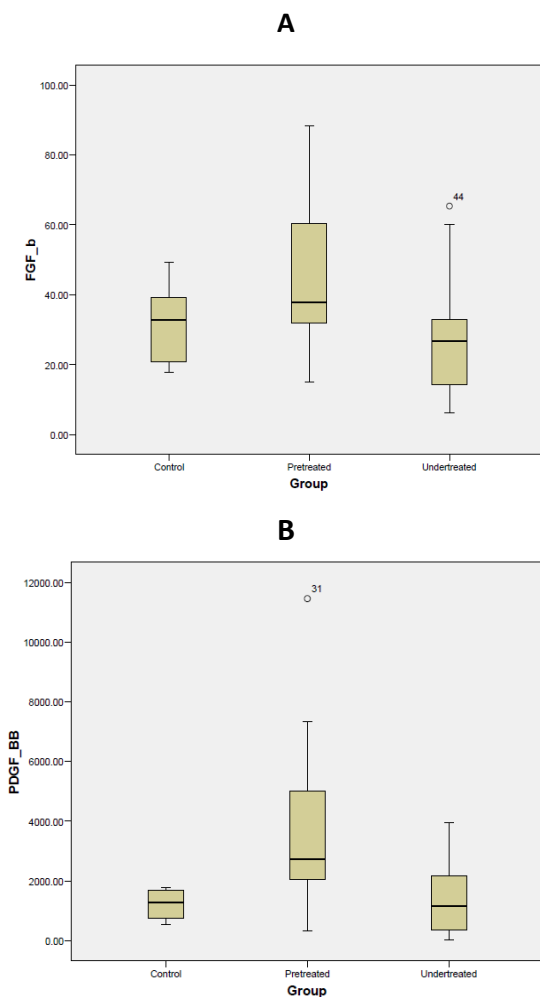 A
100.00
80.00
60.00
40.00
20.00
0.00
FGF_b
44
Control Pretreated Undertreated
Group
B
12000.00
10000.00
8000.00
6000.00
4000.00
2000.00
0.00
PDGF_BB
31
Control Pretreated Undertreated
Group